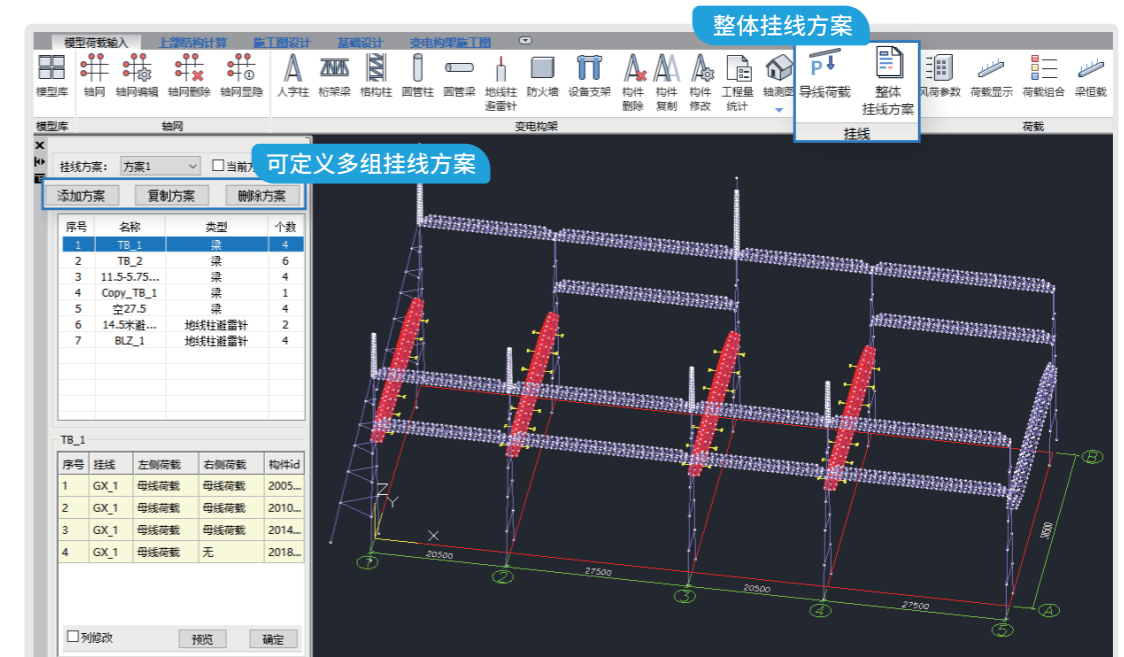 整体挂线方案
模型荷载输入 上部结构计算 施工图设计 基础设计 变电构架施工图
模型库 轴网 轴网编辑 轴网删除 轴网显隐 人字柱 桁架梁 格构柱 圆管柱 圆管梁 地线柱避雷针 防火墙 设备支架 构件删除 构件复制 构件修改 工程量统计 轴测图 导线荷载 整体挂线方案 风荷参数 荷载显示 荷载组合 梁恒载
模型库 轴网 变电构架 挂线 荷载
可定义多组挂线方案
挂线方案: 方案1 当前方
添加方案 复制方案 删除方案
序号 名称 类型 个数
1 TB_1 梁 4
2 TB_2 梁 6
3 11.5-5.75... 梁 4
4 Copy_TB_1 梁 1
5 空27.5 梁 4
6 14.5米避... 地线柱避雷针 2
7 BLZ_1 地线柱避雷针 4
TB_1
序号 挂线 左侧荷载 右侧荷载 构件id
1 GX_1 母线荷载 母线荷载 2005...
2 GX_1 母线荷载 母线荷载 2010...
3 GX_1 母线荷载 母线荷载 2014...
4 GX_1 母线荷载 无 2018...
列修改 预览 确定
Z
Y
X
20500
27500
20500
27500
38500
1
2
3
4
5
A
B